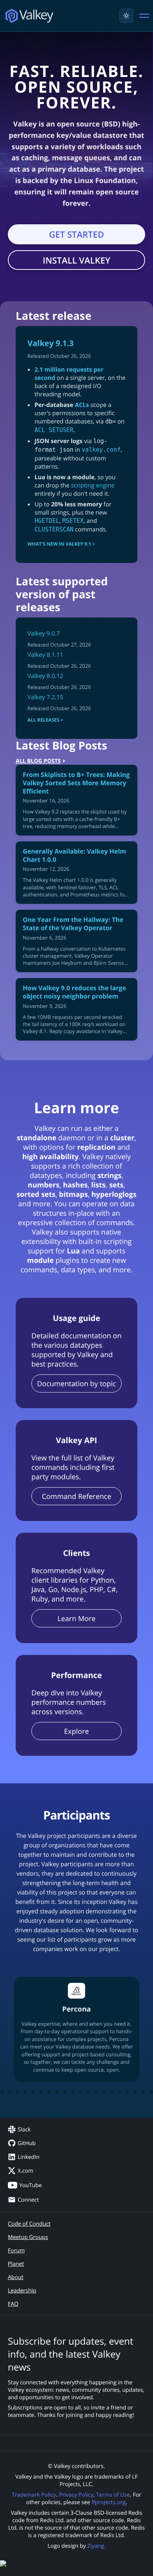 Valkey
FAST. RELIABLE.
OPEN SOURCE,
FOREVER.
Valkey is an open source (BSD) high-
performance key/value datastore that
supports a variety of workloads such
as caching, message queues, and can
act as a primary database. The project
is backed by the Linux Foundation,
ensuring it will remain open source
forever.
GET STARTED
INSTALL VALKEY
Latest release
Valkey 9.1.3
Released October 26, 2026
2.1 million requests per
second on a single server, on the
back of a redesigned I/O
threading model.
Per-database ACLs scope a
user's permissions to specific
numbered databases, via db= on
ACL SETUSER.
JSON server logs via log-
format json in valkey.conf,
parseable without custom
patterns.
Lua is now a module, so you
can drop the scripting engine
entirely if you don't need it.
Up to 20% less memory for
small strings, plus the new
HGETDEL, MSETEX, and
CLUSTERSCAN commands.
WHAT'S NEW IN VALKEY 9.1 ›
Latest supported
version of past
releases
Valkey 9.0.7
Released October 27, 2026
Valkey 8.1.11
Released October 26, 2026
Valkey 8.0.12
Released October 26, 2026
Valkey 7.2.15
Released October 26, 2026
ALL RELEASES ›
Latest Blog Posts
ALL BLOG POSTS ›
From Skiplists to B+ Trees: Making
Valkey Sorted Sets More Memory
Efficient
November 16, 2026
How Valkey 9.2 replaces the skiplist used by
large sorted sets with a cache-friendly B+
tree, reducing memory overhead while...
Generally Available: Valkey Helm
Chart 1.0.0
November 12, 2026
The Valkey Helm chart 1.0.0 is generally
available, with Sentinel failover, TLS, ACL
authentication, and Prometheus metrics fo...
One Year From the Hallway: The
State of the Valkey Operator
November 6, 2026
From a hallway conversation to Kubernetes
cluster management, Valkey Operator
maintainers Joe Heyburn and Björn Svenss...
How Valkey 9.0 reduces the large
object noisy neighbor problem
November 3, 2026
A few 10MB requests per second wrecked
the tail latency of a 100K req/s workload on
Valkey 8.1. Reply copy avoidance in Valkey...
Learn more
Valkey can run as either a
standalone daemon or in a cluster,
with options for replication and
high availability. Valkey natively
supports a rich collection of
datatypes, including strings,
numbers, hashes, lists, sets,
sorted sets, bitmaps, hyperloglogs
and more. You can operate on data
structures in-place with an
expressive collection of commands.
Valkey also supports native
extensibility with built-in scripting
support for Lua and supports
module plugins to create new
commands, data types, and more.
Usage guide
Detailed documentation on
the various datatypes
supported by Valkey and
best practices.
Documentation by topic
Valkey API
View the full list of Valkey
commands including first
party modules.
Command Reference
Clients
Recommended Valkey
client libraries for Python,
Java, Go, Node.js, PHP, C#,
Ruby, and more.
Learn More
Performance
Deep dive into Valkey
performance numbers
across versions.
Explore
Participants
The Valkey project participants are a diverse
group of organizations that have come
together to maintain and contribute to the
project. Valkey participants are more than
vendors, they are dedicated to continuously
strengthening the long-term health and
viability of this project so that everyone can
benefit from it. Since its inception Valkey has
enjoyed steady adoption demonstrating the
industry's desire for an open, community-
driven database solution. We are honored to
be seeing our list of participants grow as more
companies work on our project.
Percona
Valkey expertise, where and when you need it.
From day-to-day operational support to hands-
on assistance for complex projects, Percona
can meet your Valkey database needs. We offer
ongoing support and project-based consulting,
so together, we can tackle any challenge open
source, open to cloud.
Slack
GitHub
LinkedIn
X.com
YouTube
Connect
Code of Conduct
Meetup Groups
Forum
Planet
About
Leadership
FAQ
Subscribe for updates, event
info, and the latest Valkey
news
Stay connected with everything happening in the
Valkey ecosystem: news, community stories, updates,
and opportunities to get involved.
Subscriptions are open to all, so invite a friend or
teammate. Thanks for joining and happy reading!
© Valkey contributors.
Valkey and the Valkey logo are trademarks of LF
Projects, LLC.
Trademark Policy, Privacy Policy, Terms of Use. For
other policies, please see lfprojects.org.
Valkey includes certain 3-Clause BSD-licensed Redis
code from Redis Ltd. and other source code. Redis
Ltd. is not the source of that other source code. Redis
is a registered trademark of Redis Ltd.
Logo design by Ziyang.